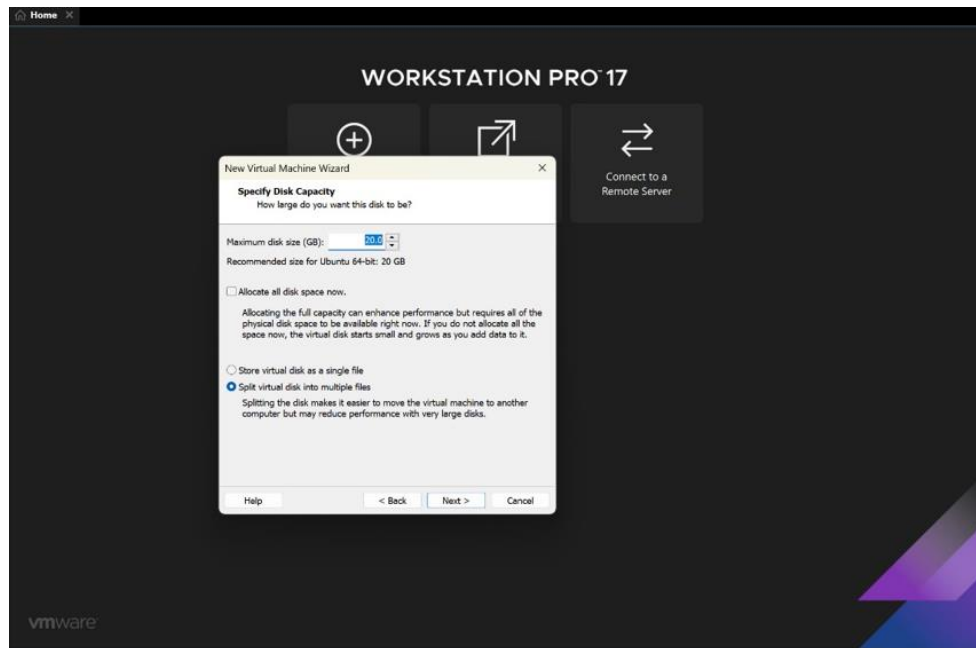 Home
WORKSTATION PRO™ 17
Connect to a
Remote Server
New Virtual Machine Wizard
Specify Disk Capacity
How large do you want this disk to be?
Maximum disk size (GB): 20.0
Recommended size for Ubuntu 64-bit: 20 GB
Allocate all disk space now.
Allocating the full capacity can enhance performance but requires all of the
physical disk space to be available right now. If you do not allocate all the
space now, the virtual disk starts small and grows as you add data to it.
Store virtual disk as a single file
Split virtual disk into multiple files
Splitting the disk makes it easier to move the virtual machine to another
computer but may reduce performance with very large disks.
Help < Back Next > Cancel
vmware